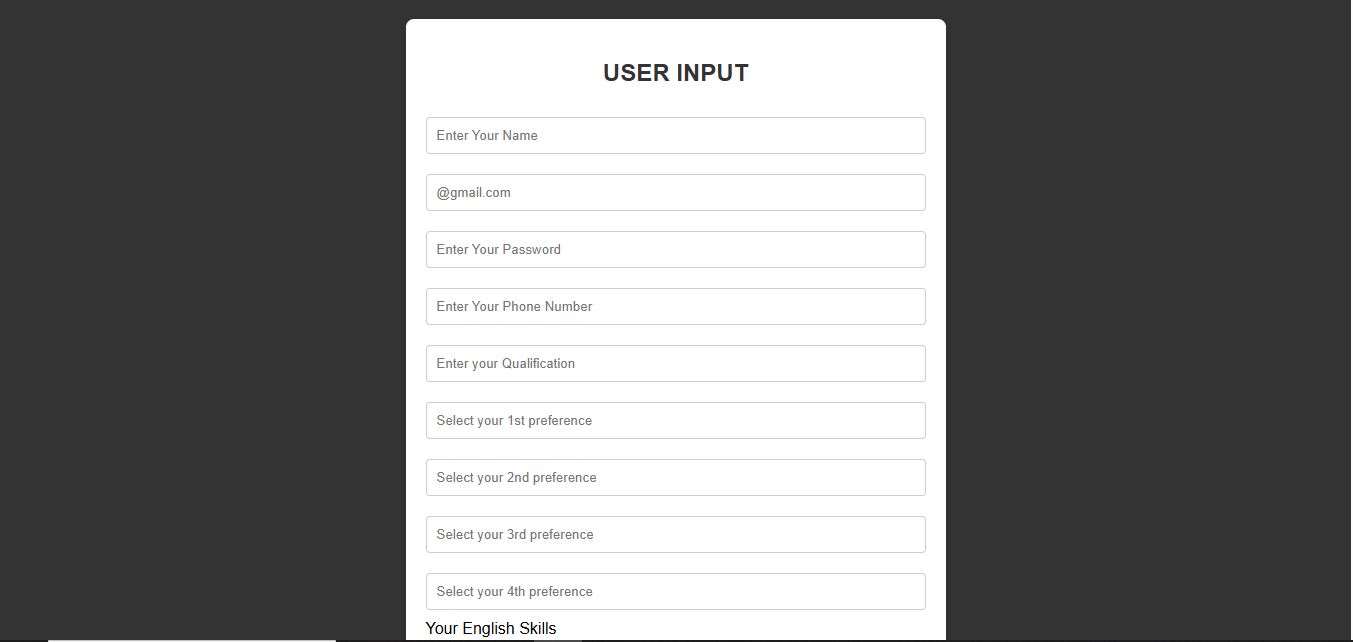 USER INPUT
Enter Your Name
@gmail.com
Enter Your Password
Enter Your Phone Number
Enter your Qualification
Select your 1st preference
Select your 2nd preference
Select your 3rd preference
Select your 4th preference
Your English Skills